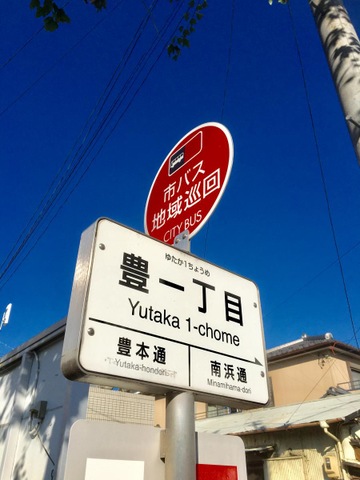 市バス
地域巡回
CITY BUS
ゆたか1ちょうめ
豊一丁目
Yutaka 1-chome
豊本通
Yutaka-hondori
南浜通
Minamihama-dori